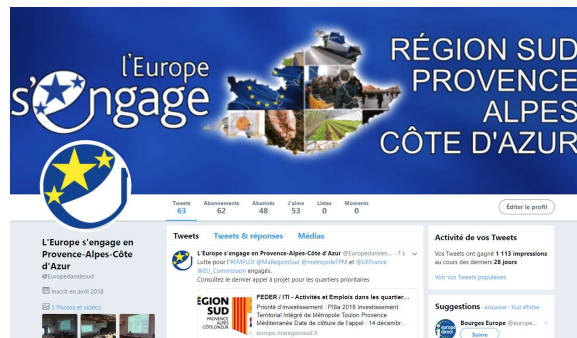 l'Europe
s'engage
RÉGION SUD
PROVENCE
ALPES
CÔTE D'AZUR
Tweets Abonnements Abonnés J'aime Listes Moments
63 62 48 53 0 0
Éditer le profil
L'Europe s'engage en
Provence-Alpes-Côte
d'Azur
@Europedanslesud
Inscrit en avril 2018
5 Photos et vidéos
Tweets Tweets & réponses Médias
L'Europe s'engage en Provence-Alpes-Côte d'Azur @Europedansles... · 7 s
Lutte pour l'#EMPLOI @MaRegionSud @metropoleTPM et @UEFrance
@EU_Commission engagés.
Consultez le dernier appel à projet pour les quartiers prioritaires
RÉGION
SUD
PROVENCE
ALPES
CÔTE D'AZUR
FEDER / ITI - Activités et Emplois dans les quartier...
Priorité d'investissement : PI9a 2018 Investissement
Territorial Intégré de Métropole Toulon Provence
Méditerranée Date de clôture de l'appel : 14 décembr...
europe.maregionsud.fr
Activité de vos Tweets
Vos Tweets ont gagné 1 113 impressions
au cours des derniers 28 jours
Voir vos Tweets populaires
Suggestions · Actualiser · Tout afficher
europe
direct
Bourges Europe @europe...
Suivre